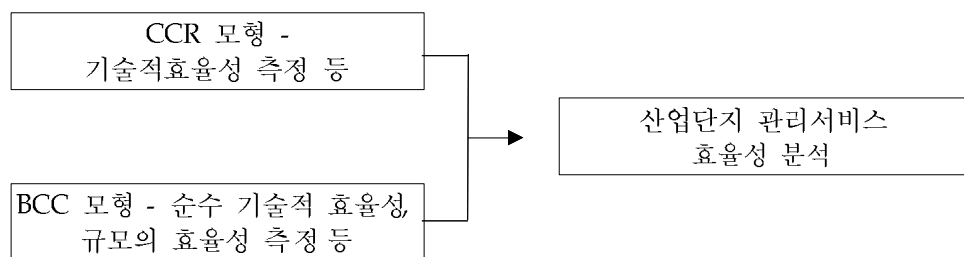 CCR 모형 -
기술적효율성 측정 등
산업단지 관리서비스
효율성 분석
BCC 모형 - 순수 기술적 효율성,
규모의 효율성 측정 등